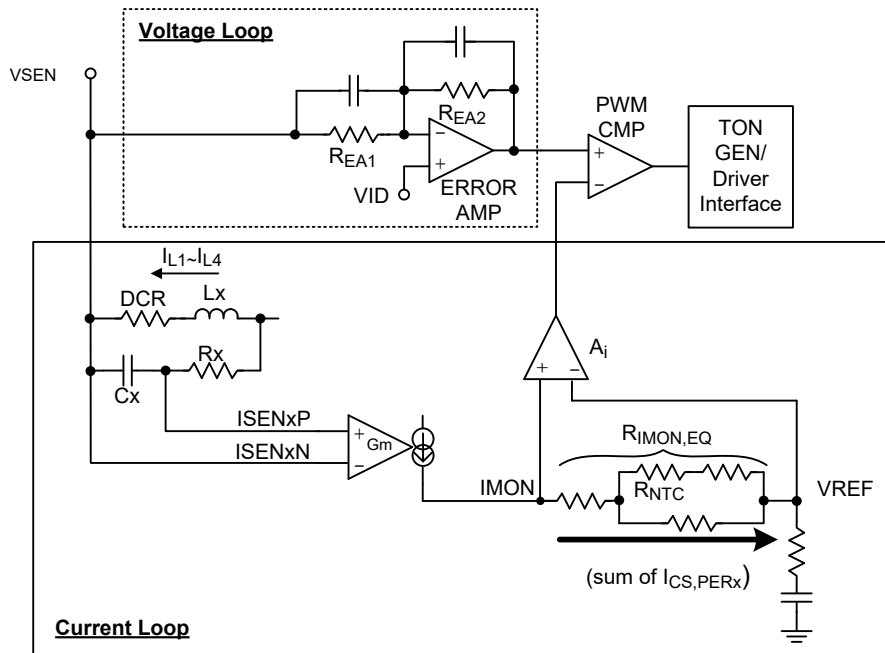 Voltage Loop
VSEN
REA2
REA1
VID
ERROR
AMP
PWM
CMP
TON
GEN/
Driver
Interface
IL1~IL4
DCR
Lx
Rx
Cx
+
-
Ai
ISENxP
ISENxN
Gm
IMON
RIMON,EQ
RNTC
VREF
(sum of ICS,PERx)
Current Loop